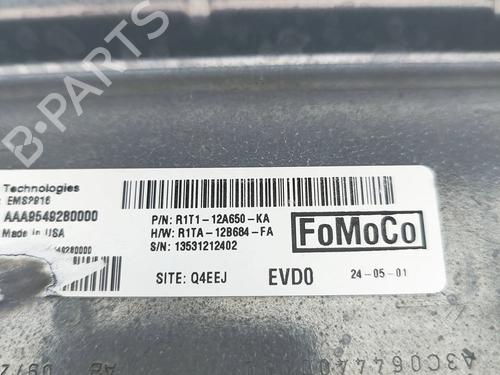 Technologies
EMS2916
AAA9549280000
Made in USA
49280000
P/N: R1T1-12A650-KA
H/W: R1TA-12B684-FA
S/N: 13531212402
FoMoCo
SITE: Q4EEJ
EVD0
24-05-01
B-PARTS